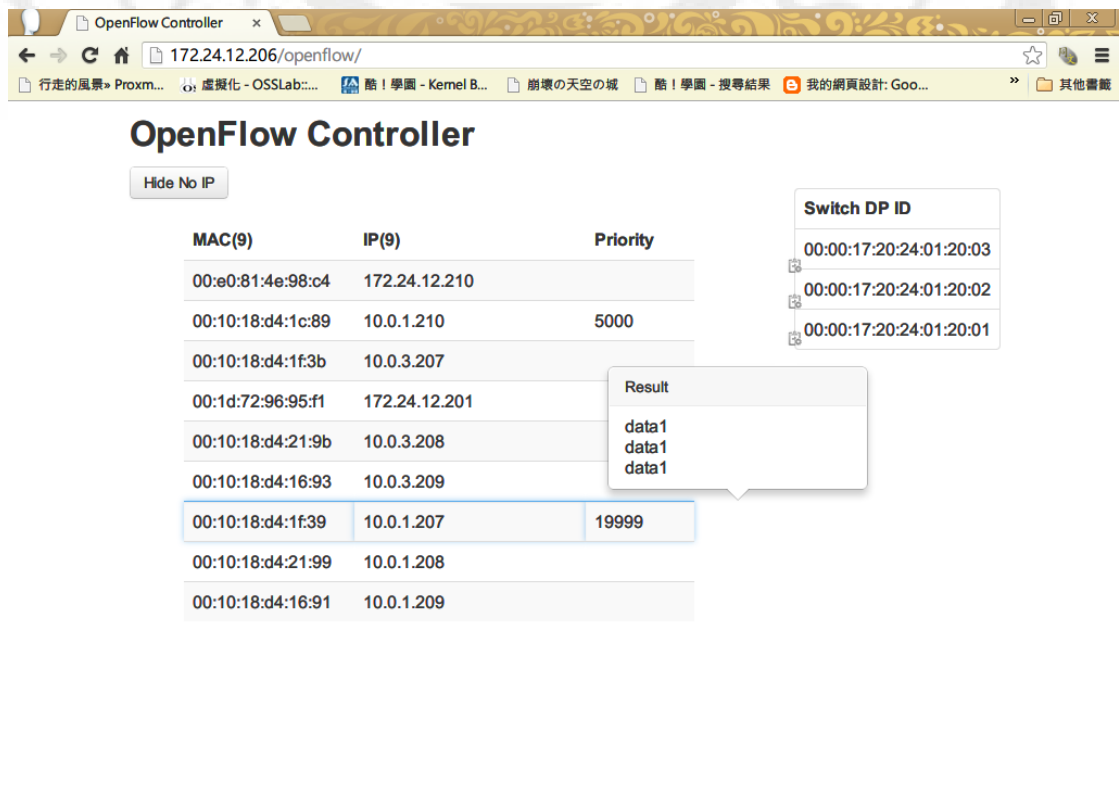 OpenFlow Controller
172.24.12.206/openflow/
行走的風景» Proxm...
虛擬化 - OSSLab::...
酷！學園 - Kernel B...
崩壞の天空の城
酷！學園 - 搜尋結果
我的網頁設計: Goo...
»
其他書籤
OpenFlow Controller
Hide No IP
MAC(9) IP(9) Priority
00:e0:81:4e:98:c4 172.24.12.210
00:10:18:d4:1c:89 10.0.1.210 5000
00:10:18:d4:1f:3b 10.0.3.207
00:1d:72:96:95:f1 172.24.12.201
00:10:18:d4:21:9b 10.0.3.208
00:10:18:d4:16:93 10.0.3.209
00:10:18:d4:1f:39 10.0.1.207 19999
00:10:18:d4:21:99 10.0.1.208
00:10:18:d4:16:91 10.0.1.209
Switch DP ID
00:00:17:20:24:01:20:03
00:00:17:20:24:01:20:02
00:00:17:20:24:01:20:01
Result
data1
data1
data1